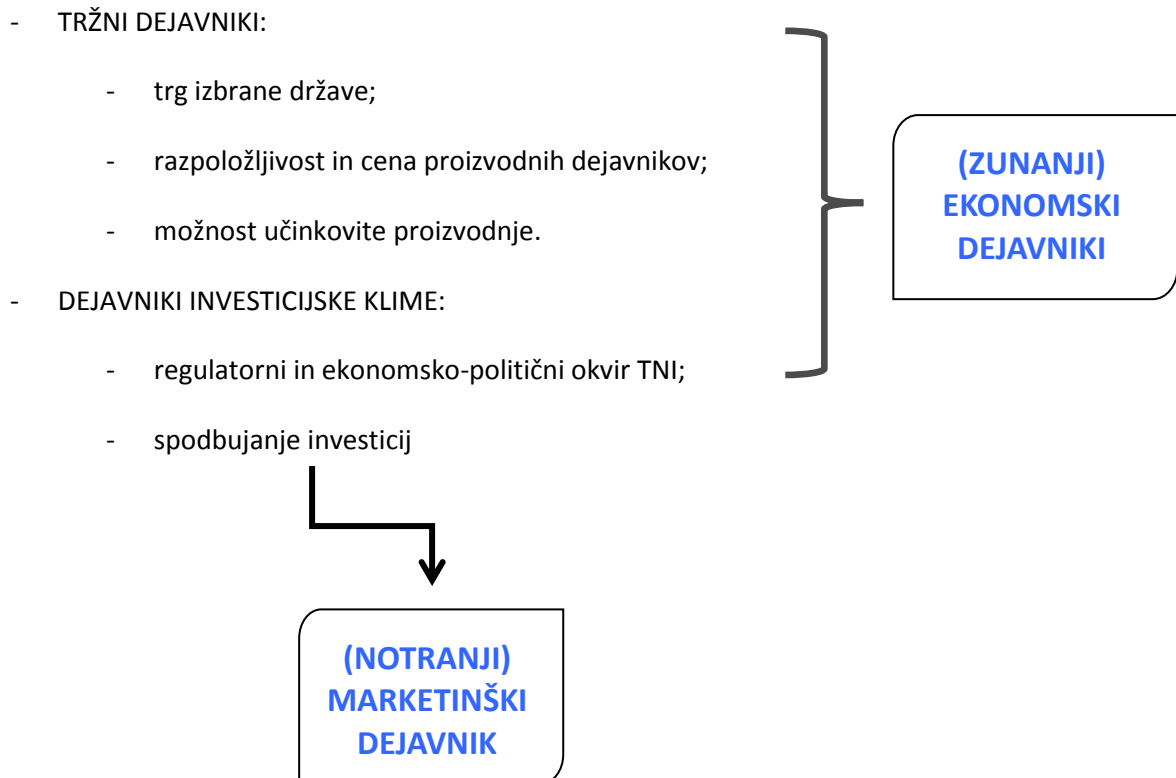 - TRŽNI DEJAVNIKI:
- trg izbrane države;
- razpoložljivost in cena proizvodnih dejavnikov;
- možnost učinkovite proizvodnje.
- DEJAVNIKI INVESTICIJSKE KLIME:
- regulatorni in ekonomsko-politični okvir TNI;
- spodbujanje investicij
(ZUNANJI)
EKONOMSKI
DEJAVNIKI
(NOTRANJI)
MARKETINŠKI
DEJAVNIK